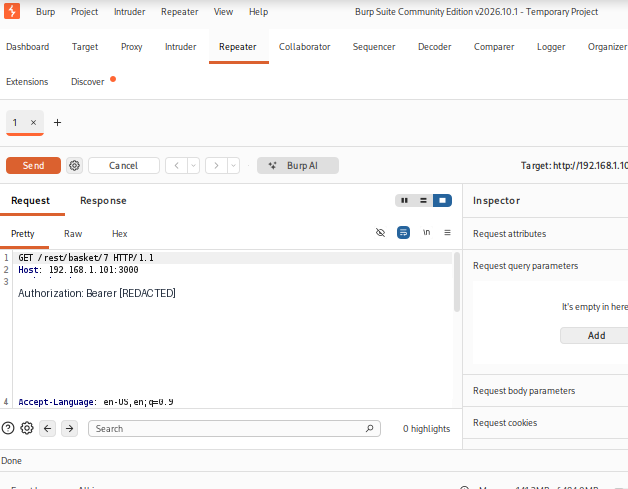 Burp Project Intruder Repeater View Help Burp Suite Community Edition v2026.10.1 - Temporary Project
Dashboard Target Proxy Intruder Repeater Collaborator Sequencer Decoder Comparer Logger Organizer
Extensions Discover
1 × +
Send Cancel < > Burp AI Target: http://192.168.1.10
Request Response Inspector
Pretty Raw Hex \n Request attributes
1 GET /rest/basket/7 HTTP/1.1
2 Host: 192.168.1.101:3000
3
Authorization: Bearer [REDACTED]
4 Accept-Language: en-US,en;q=0.9
Request query parameters
It's empty in here
Add
Request body parameters
Request cookies
Search 0 highlights
Done